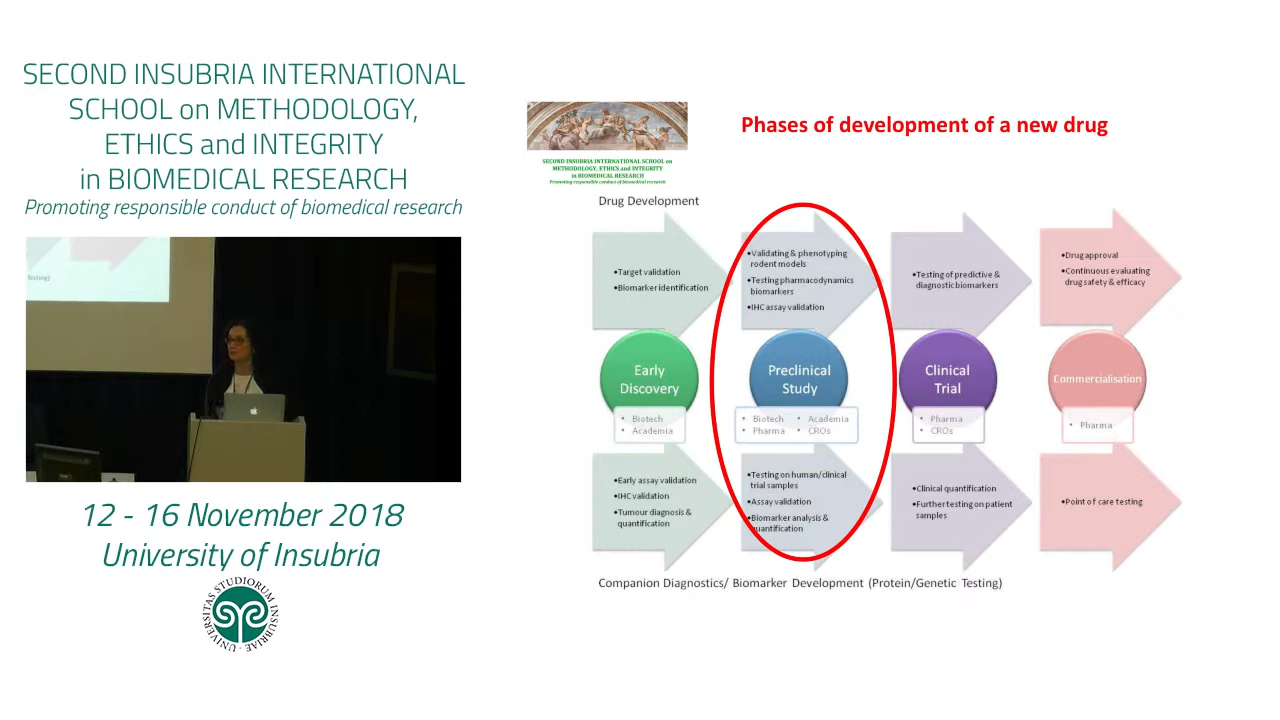 SECOND INSUBRIA INTERNATIONAL
SCHOOL on METHODOLOGY,
ETHICS and INTEGRITY
in BIOMEDICAL RESEARCH
Promoting responsible conduct of biomedical research
Testing)
12 - 16 November 2018
University of Insubria
UNIVERSITAS STUDIORUM INSUBRIAE
SECOND INSUBRIA INTERNATIONAL SCHOOL on
METHODOLOGY, ETHICS and INTEGRITY
in BIOMEDICAL RESEARCH
Promoting responsible conduct of biomedical research
Phases of development of a new drug
Drug Development
•Target validation
•Biomarker identification
•Validating & phenotyping
rodent models
•Testing pharmacodynamics
biomarkers
•IHC assay validation
•Testing of predictive &
diagnostic biomarkers
•Drug approval
•Continuous evaluating
drug safety & efficacy
Early
Discovery
• Biotech
• Academia
Preclinical
Study
• Biotech • Academia
• Pharma • CROs
Clinical
Trial
• Pharma
• CROs
Commercialisation
• Pharma
•Early assay validation
•IHC validation
•Tumour diagnosis &
quantification
•Testing on human/clinical
trial samples
•Assay validation
•Biomarker analysis &
quantification
•Clinical quantification
•Further testing on patient
samples
•Point of care testing
Companion Diagnostics/ Biomarker Development (Protein/Genetic Testing)